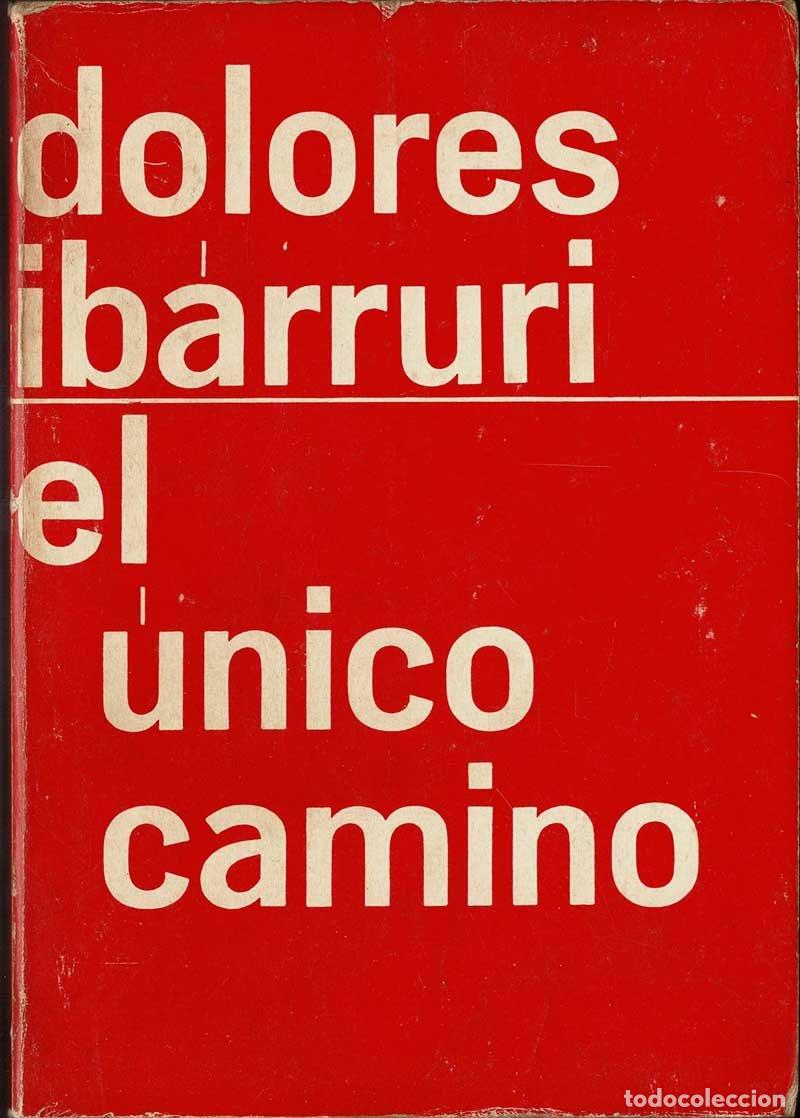 dolores
ibárruri
el
único
camino
todocoleccion